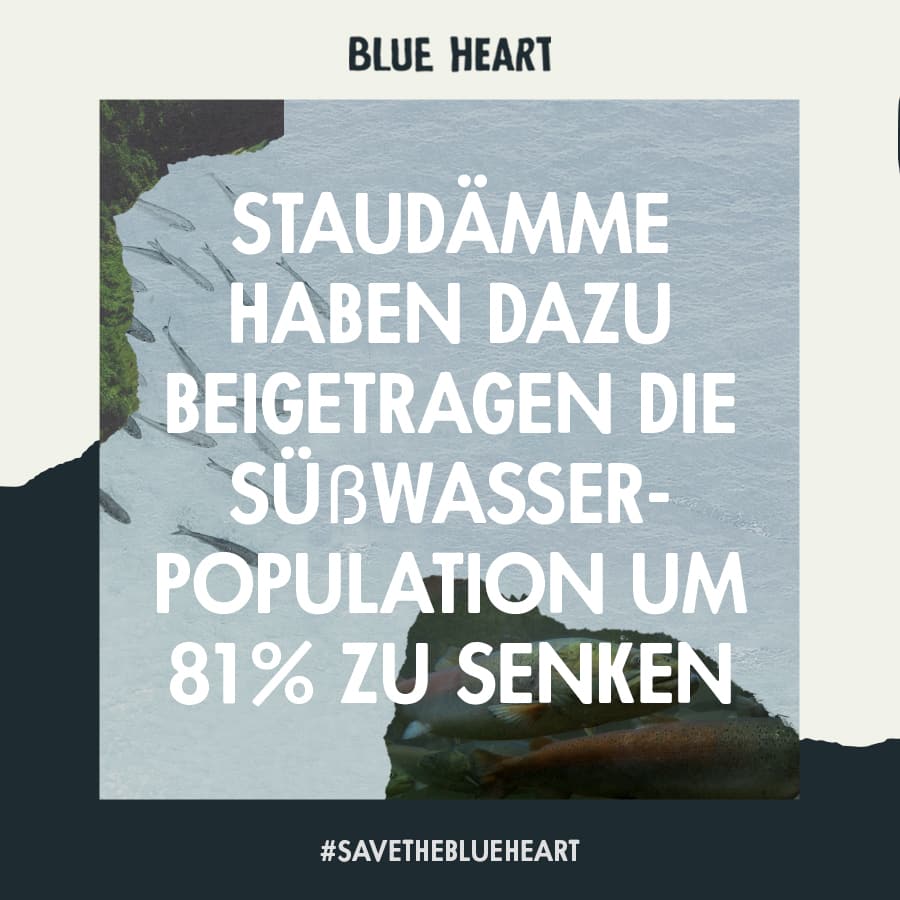 BLUE HEART
STAUDÄMME
HABEN DAZU
BEIGETRAGEN DIE
SÜßWASSER-
POPULATION UM
81% ZU SENKEN
#SAVETHEBLUEHEART